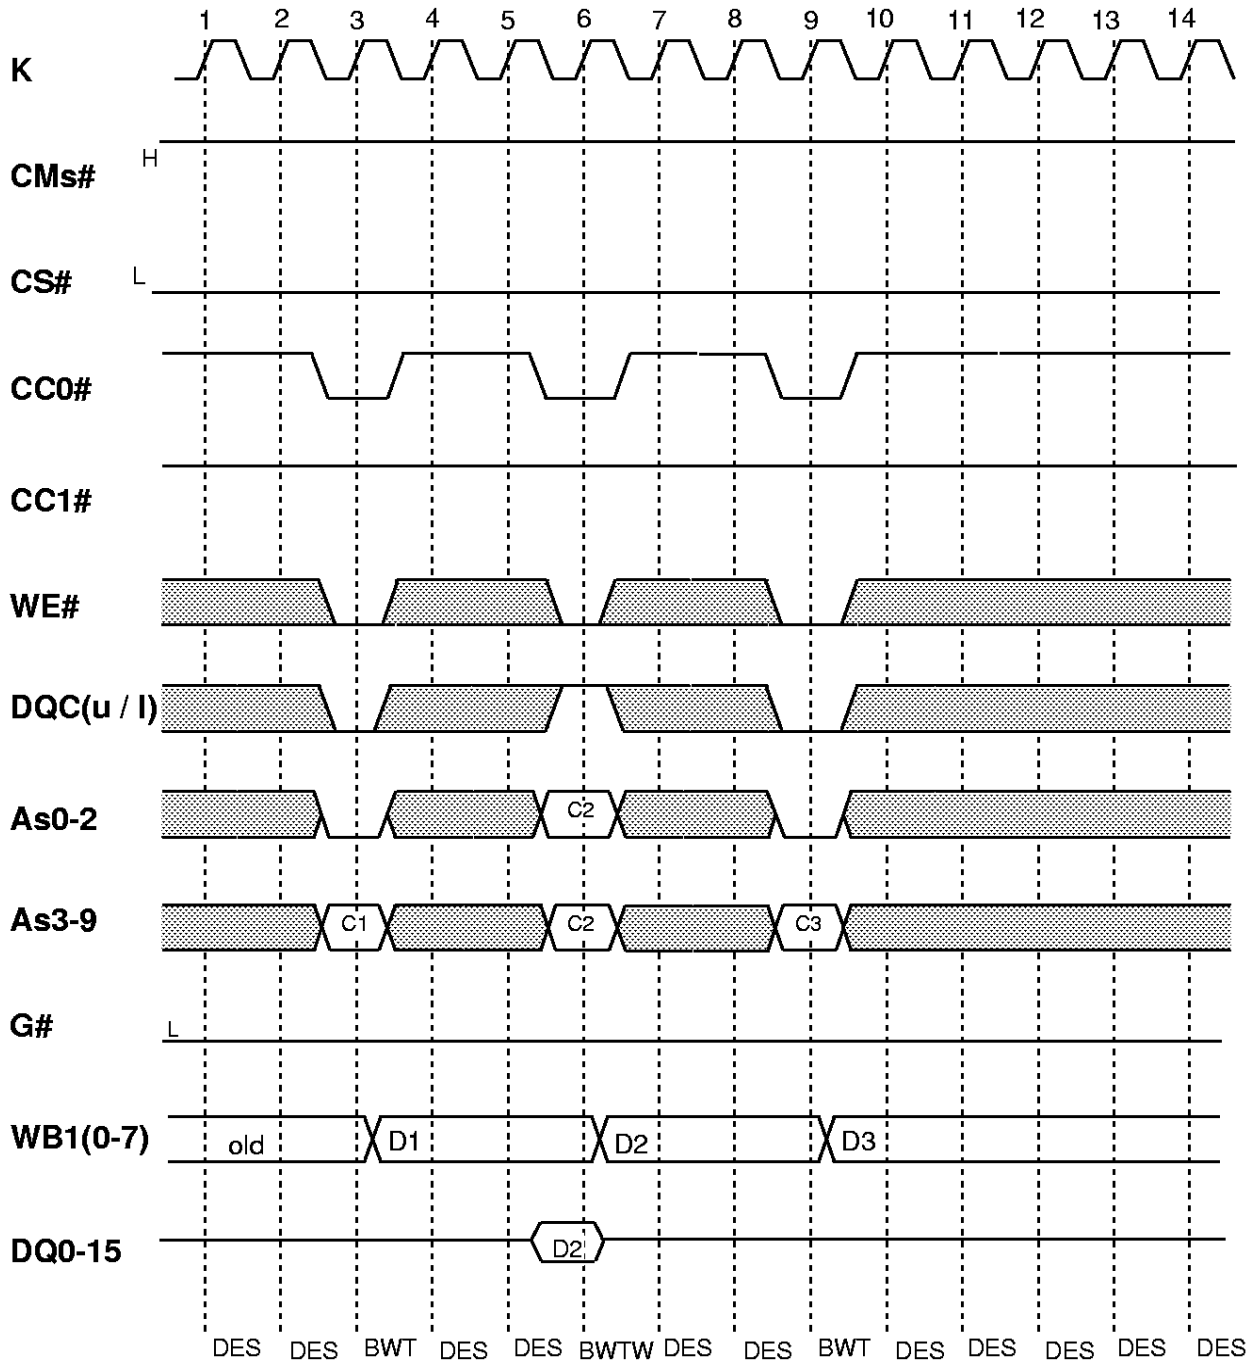 1 2 3 4 5 6 7 8 9 10 11 12 13 14
K
H
CMs#
L
CS#
CC0#
CC1#
WE#
DQC(u / l)
As0-2 C2
As3-9 C1 C2 C3
G# L
WB1(0-7) old D1 D2 D3
DQ0-15 D2
DES DES BWT DES DES BWTW DES DES BWT DES DES DES DES DES